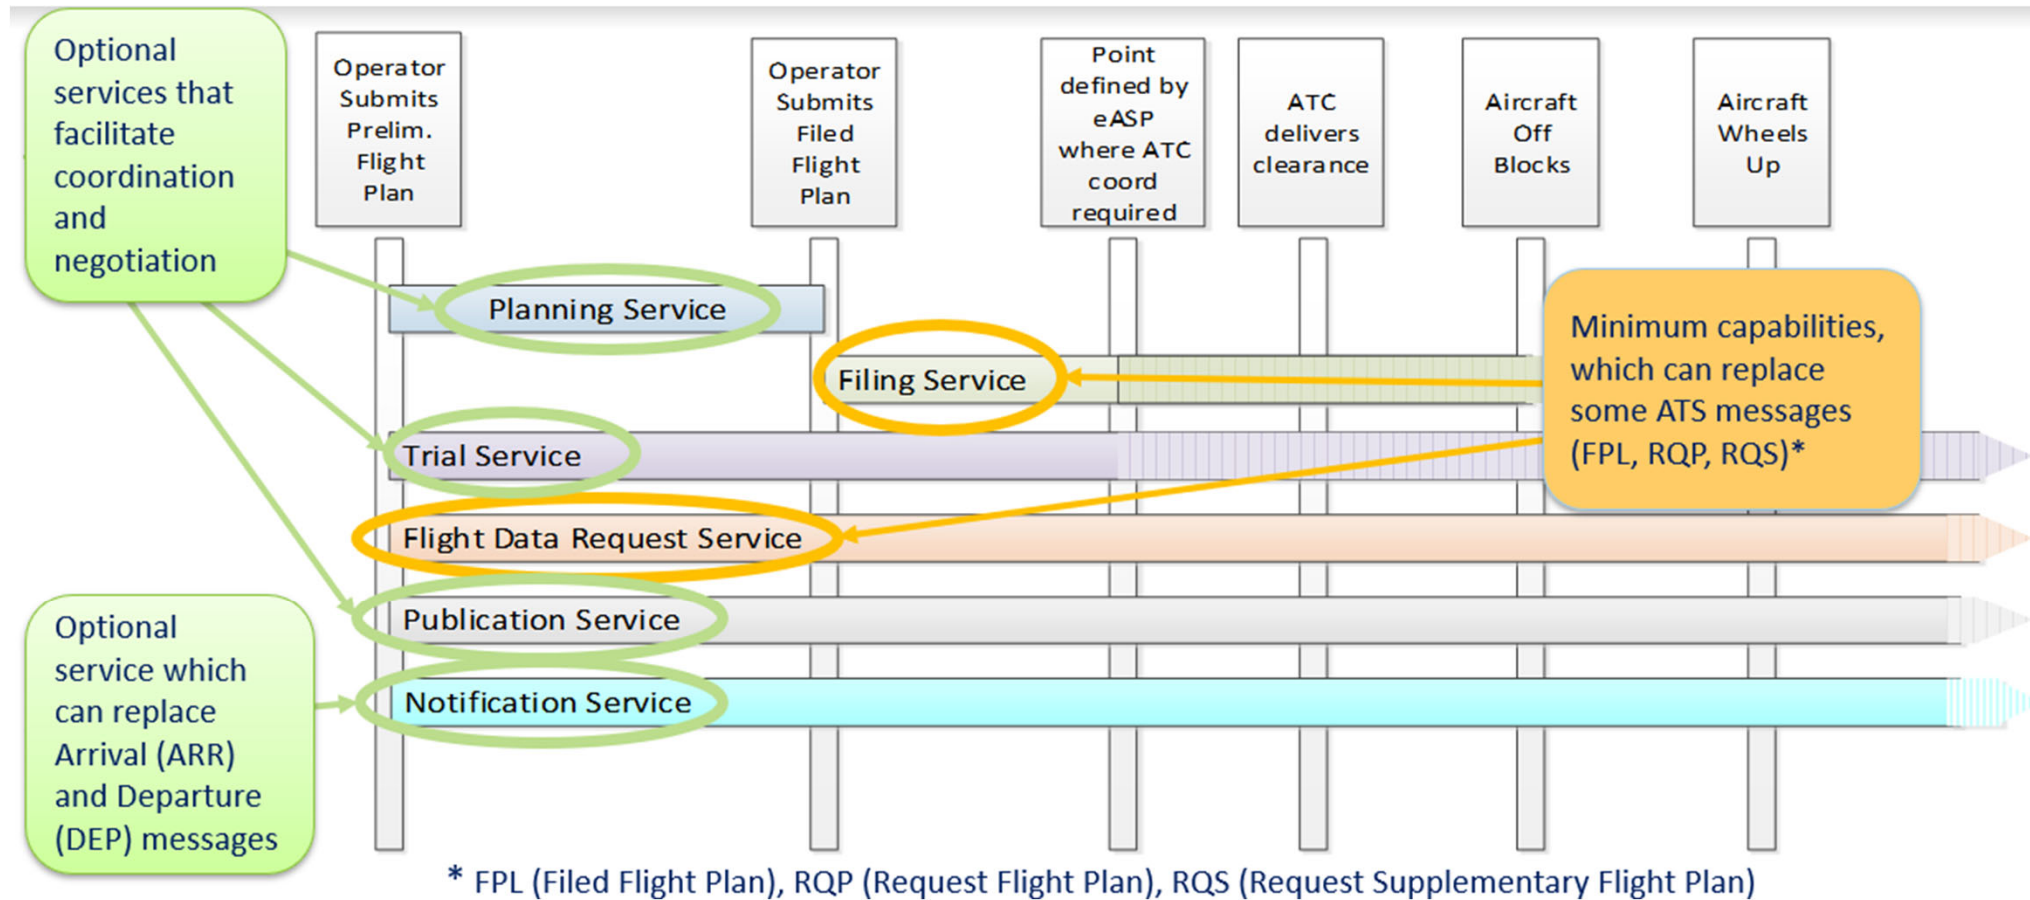 Optional
services that
facilitate
coordination
and
negotiation
Operator
Submits
Prelim.
Flight
Plan
Operator
Submits
Filed
Flight
Plan
Point
defined by
eASP
where ATC
coord
required
ATC
delivers
clearance
Aircraft
Off
Blocks
Aircraft
Wheels
Up
Planning Service
Filing Service
Trial Service
Flight Data Request Service
Publication Service
Notification Service
Minimum capabilities,
which can replace
some ATS messages
(FPL, RQP, RQS)*
Optional
service which
can replace
Arrival (ARR)
and Departure
(DEP) messages
* FPL (Filed Flight Plan), RQP (Request Flight Plan), RQS (Request Supplementary Flight Plan)